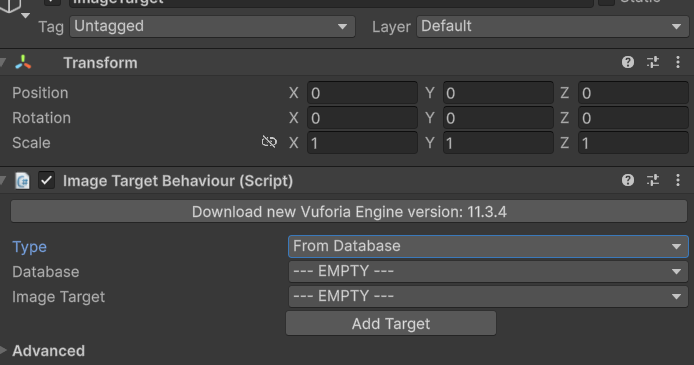 ImageTarget
Static
Tag Untagged Layer Default
Transform
Position X 0 Y 0 Z 0
Rotation X 0 Y 0 Z 0
Scale X 1 Y 1 Z 1
Image Target Behaviour (Script)
Download new Vuforia Engine version: 11.3.4
Type From Database
Database --- EMPTY ---
Image Target --- EMPTY ---
Add Target
Advanced